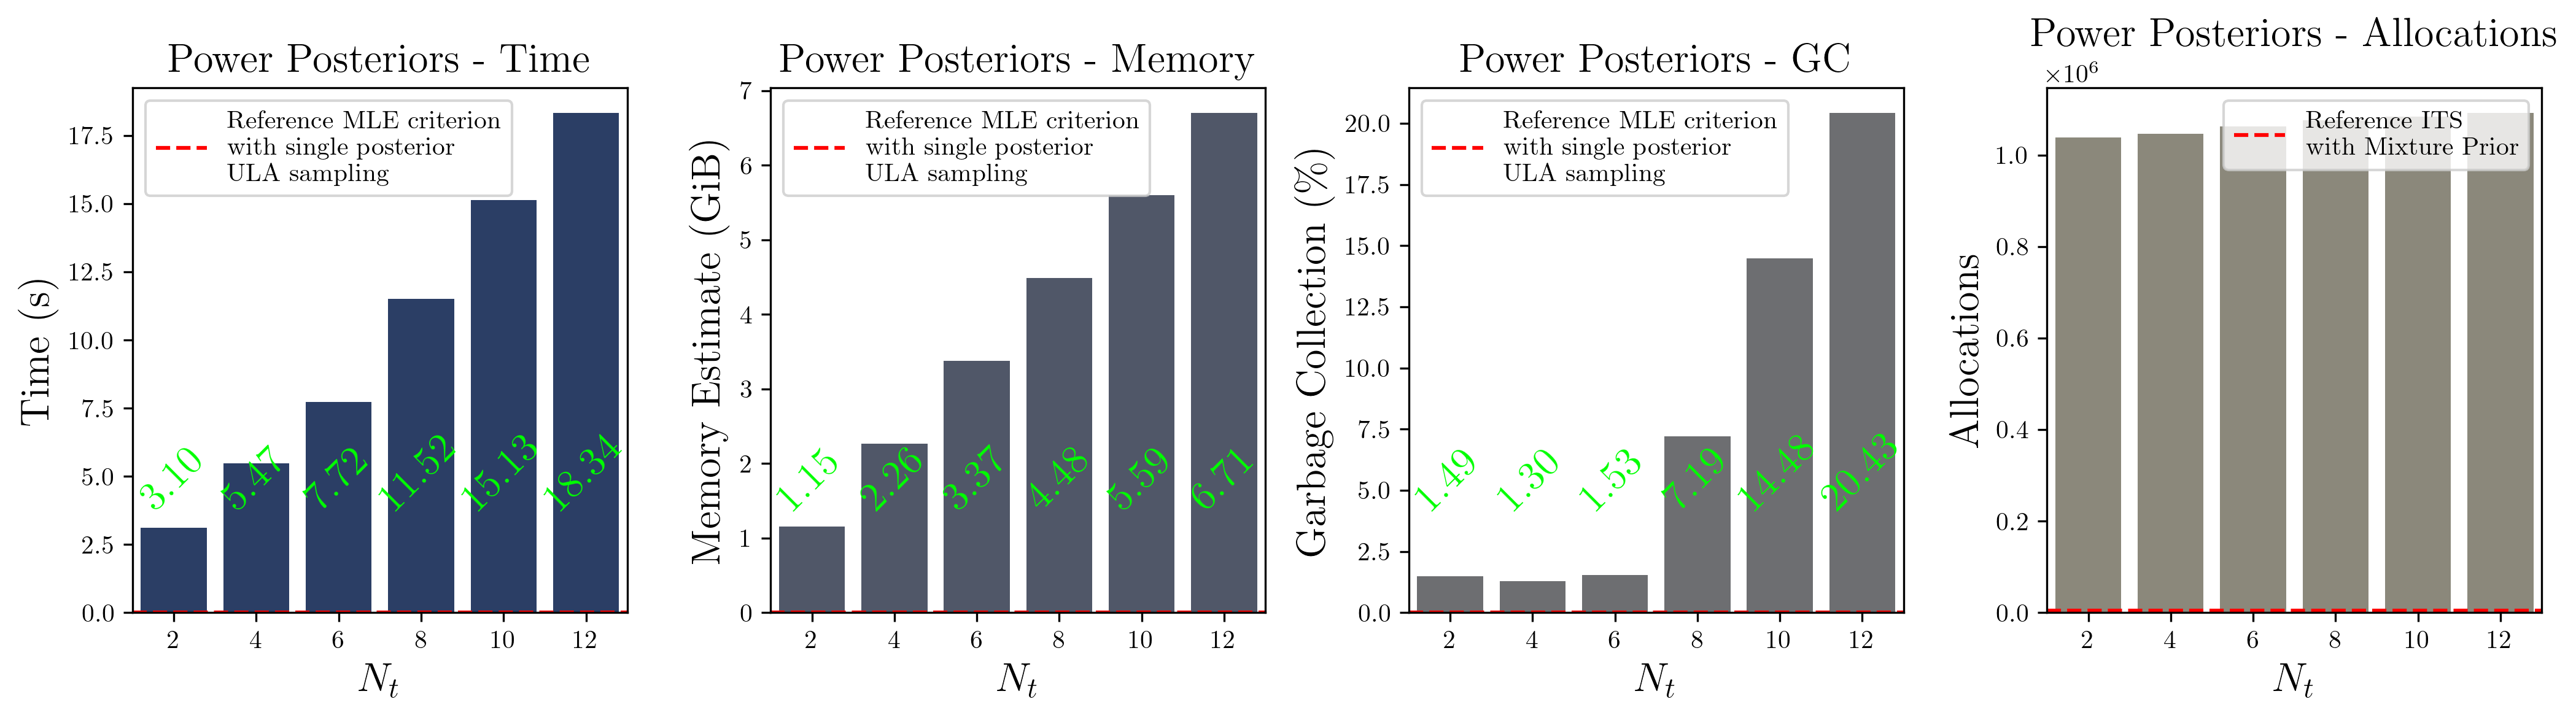 Power Posteriors - Time
Time (s)
17.5
15.0
12.5
10.0
7.5
5.0
2.5
0.0
Reference MLE criterion
with single posterior
ULA sampling
3.10
5.47
7.72
11.52
15.13
18.34
2 4 6 8 10 12
N_t
Power Posteriors - Memory
Memory Estimate (GiB)
7
6
5
4
3
2
1
0
Reference MLE criterion
with single posterior
ULA sampling
1.15
2.26
3.37
4.48
5.59
6.71
2 4 6 8 10 12
N_t
Power Posteriors - GC
Garbage Collection (%)
20.0
17.5
15.0
12.5
10.0
7.5
5.0
2.5
0.0
Reference MLE criterion
with single posterior
ULA sampling
1.49
1.30
1.53
7.19
14.48
20.43
2 4 6 8 10 12
N_t
Power Posteriors - Allocations
×10⁶
Allocations
1.0
0.8
0.6
0.4
0.2
0.0
Reference ITS
with Mixture Prior
2 4 6 8 10 12
N_t